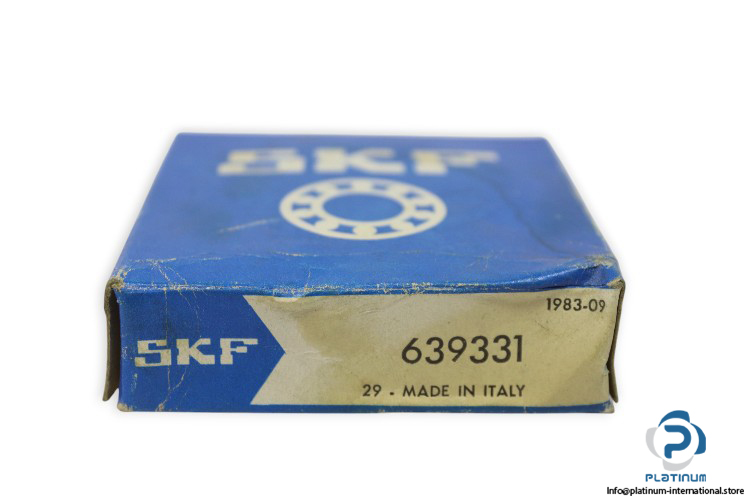 SKF
1983-09
SKF
639331
29 - MADE IN ITALY
PLATINUM
Info@platinum-international.store